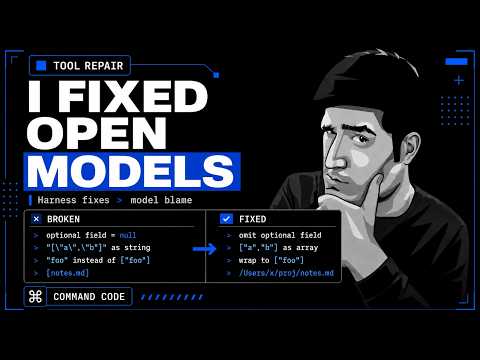 TOOL REPAIR
I FIXED
OPEN
MODELS
Harness fixes > model blame
BROKEN
> optional field = null
> "[\"a\",\"b"]" as string
> "foo" instead of ["foo"]
> [notes.md]
FIXED
> omit optional field
> ["a","b"] as array
> wrap to ["foo"]
> /Users/x/proj/notes.md
⌘ COMMAND CODE